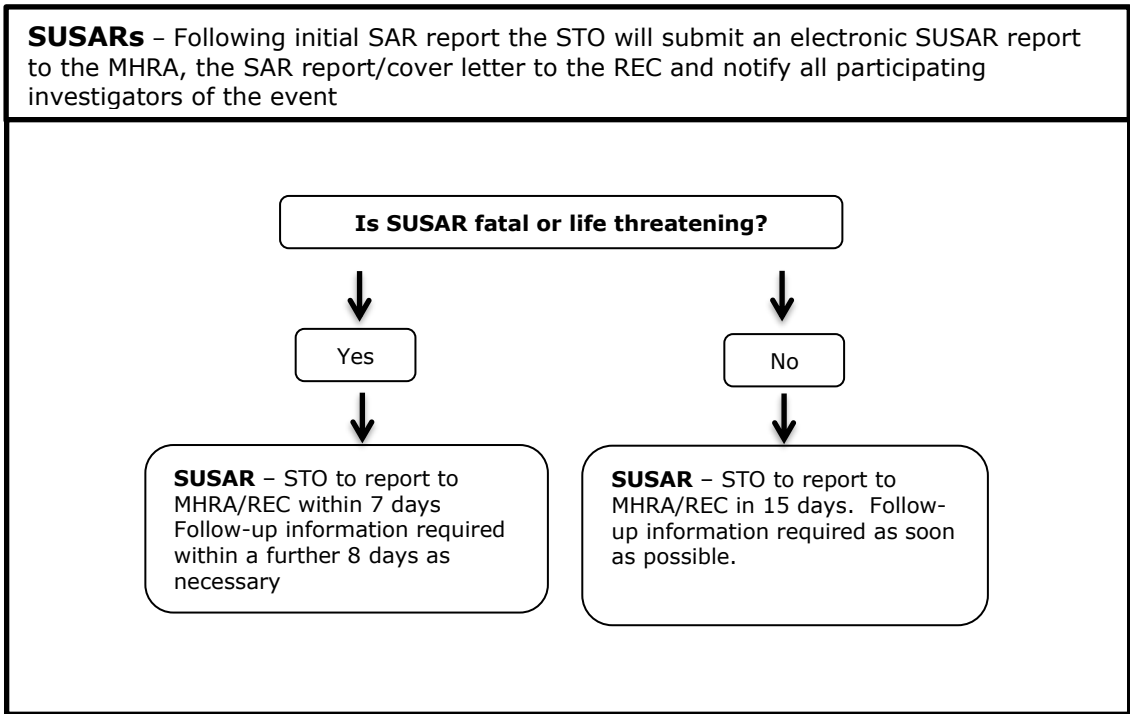 SUSARs – Following initial SAR report the STO will submit an electronic SUSAR report
to the MHRA, the SAR report/cover letter to the REC and notify all participating
investigators of the event
Is SUSAR fatal or life threatening?
Yes
No
SUSAR – STO to report to
MHRA/REC within 7 days
Follow-up information required
within a further 8 days as
necessary
SUSAR – STO to report to
MHRA/REC in 15 days.  Follow-
up information required as soon
as possible.